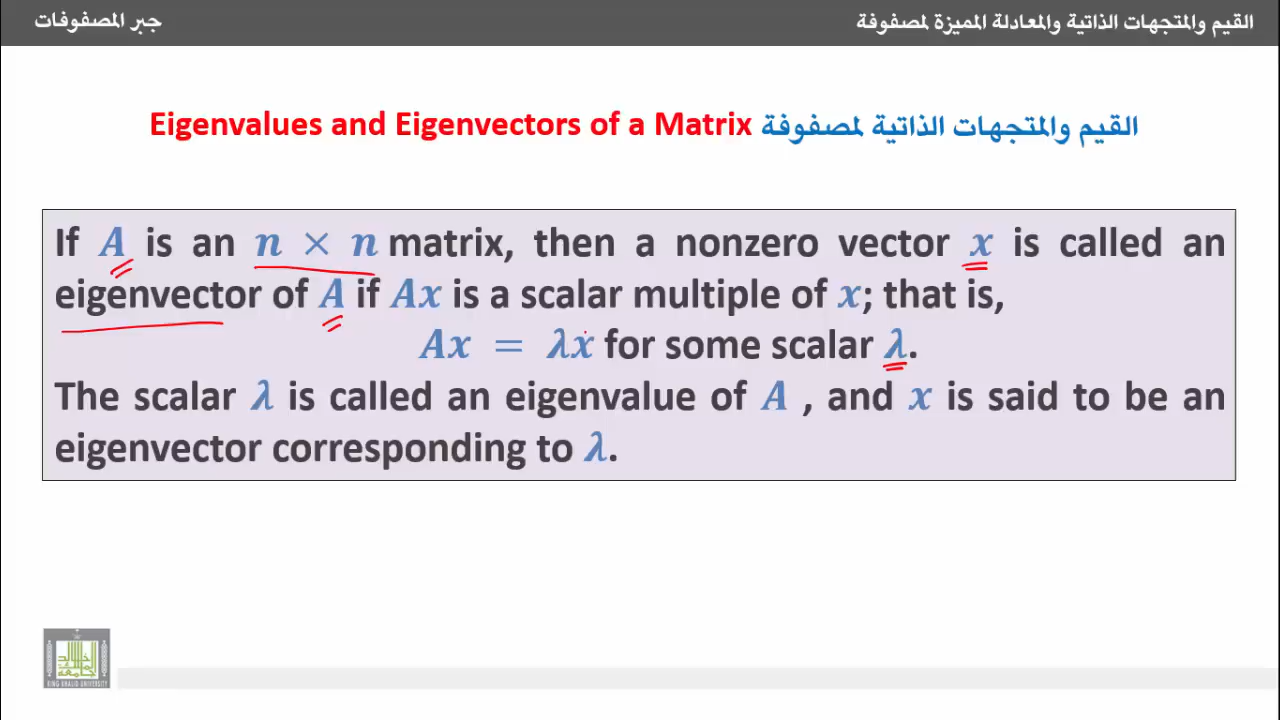 القيم والمتجهات الذاتية والمعادلة المميزة لمصفوفة
جبر المصفوفات
Eigenvalues and Eigenvectors of a Matrix القيم والمتجهات الذاتية لمصفوفة
If A is an n × n matrix, then a nonzero vector x is called an
eigenvector of A if Ax is a scalar multiple of x; that is,
Ax = λx for some scalar λ.
The scalar λ is called an eigenvalue of A , and x is said to be an
eigenvector corresponding to λ.
KING KHALID UNIVERSITY